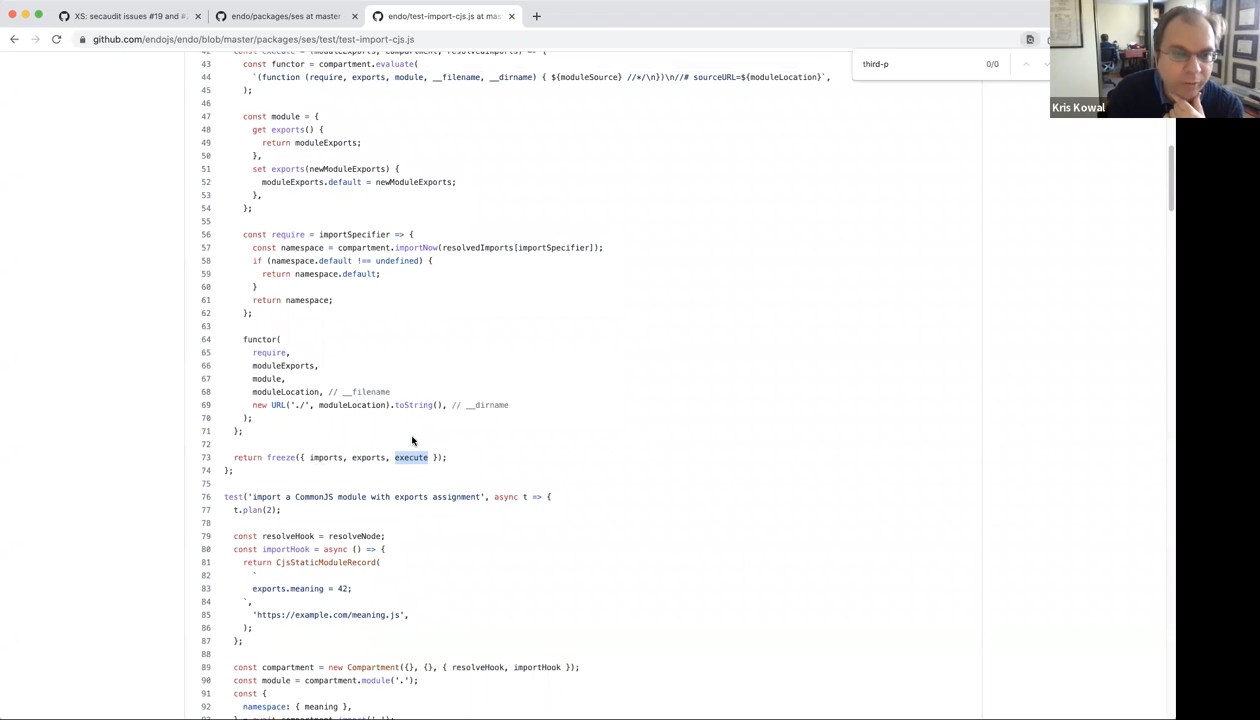 XS: secaudit issues #19 and #.
endo/packages/ses at master
endo/test-import-cjs.js at mas
github.com/endojs/endo/blob/master/packages/ses/test/test-import-cjs.js
third-p 0/0
Kris Kowal
43 const functor = compartment.evaluate(
44 `(function (require, exports, module, __filename, __dirname) { ${moduleSource} //*/\n})\n//# sourceURL=${moduleLocation}`,
45 );
46
47 const module = {
48 get exports() {
49 return moduleExports;
50 },
51 set exports(newModuleExports) {
52 moduleExports.default = newModuleExports;
53 },
54 };
55
56 const require = importSpecifier => {
57 const namespace = compartment.importNow(resolvedImports[importSpecifier]);
58 if (namespace.default !== undefined) {
59 return namespace.default;
60 }
61 return namespace;
62 };
63
64 functor(
65 require,
66 moduleExports,
67 module,
68 moduleLocation, // __filename
69 new URL('./', moduleLocation).toString(), // __dirname
70 );
71 };
72
73 return freeze({ imports, exports, execute });
74 };
75
76 test('import a CommonJS module with exports assignment', async t => {
77 t.plan(2);
78
79 const resolveHook = resolveNode;
80 const importHook = async () => {
81 return CjsStaticModuleRecord(
82 `
83 exports.meaning = 42;
84 `,
85 'https://example.com/meaning.js',
86 );
87 };
88
89 const compartment = new Compartment({}, {}, { resolveHook, importHook });
90 const module = compartment.module('.');
91 const {
92 namespace: { meaning },